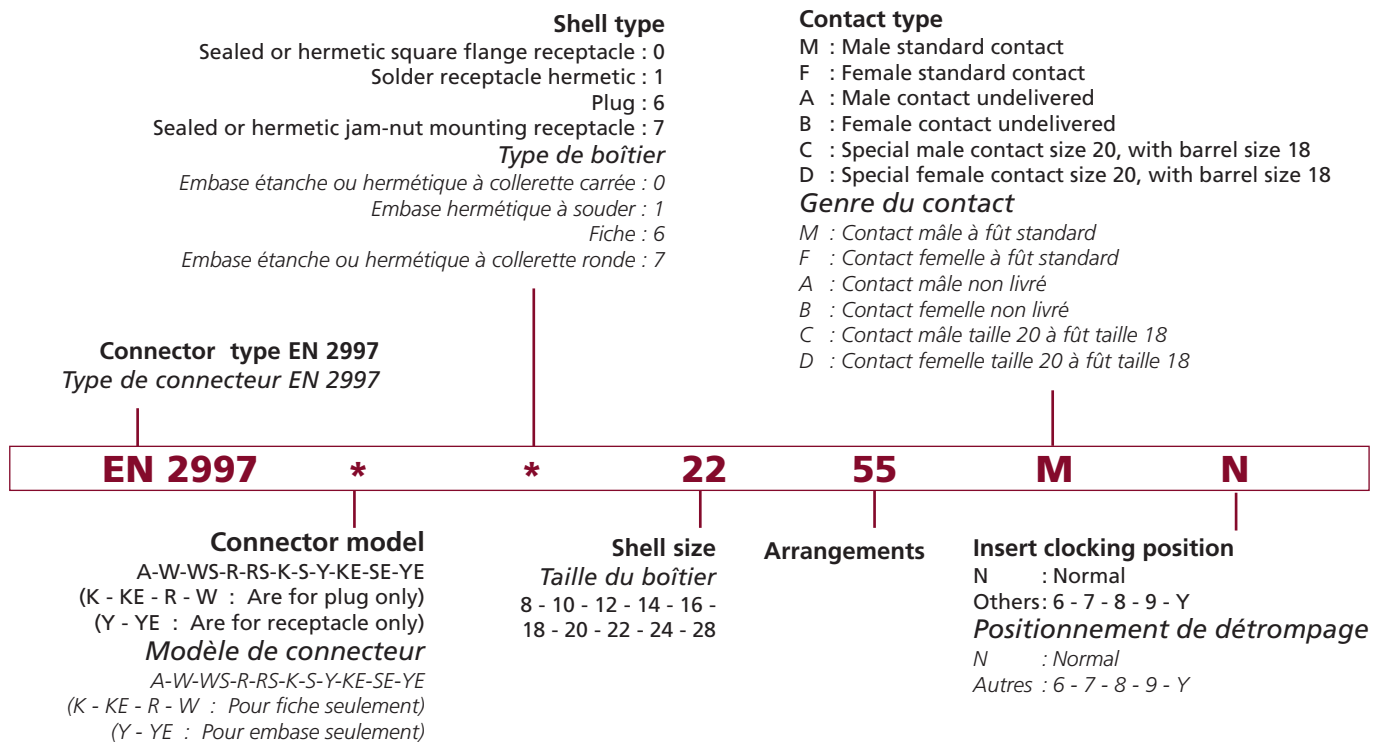 Shell type
Sealed or hermetic square flange receptacle : 0
Solder receptacle hermetic : 1
Plug : 6
Sealed or hermetic jam-nut mounting receptacle : 7
Type de boîtier
Embase étanche ou hermétique à collerette carrée : 0
Embase hermétique à souder : 1
Fiche : 6
Embase étanche ou hermétique à collerette ronde : 7
Contact type
M : Male standard contact
F : Female standard contact
A : Male contact undelivered
B : Female contact undelivered
C : Special male contact size 20, with barrel size 18
D : Special female contact size 20, with barrel size 18
Genre du contact
M : Contact mâle à fût standard
F : Contact femelle à fût standard
A : Contact mâle non livré
B : Contact femelle non livré
C : Contact mâle taille 20 à fût taille 18
D : Contact femelle taille 20 à fût taille 18
Connector type EN 2997
Type de connecteur EN 2997
EN 2997 * * 22 55 M N
Connector model
A-W-WS-R-RS-K-S-Y-KE-SE-YE
(K - KE - R - W : Are for plug only)
(Y - YE : Are for receptacle only)
Modèle de connecteur
A-W-WS-R-RS-K-S-Y-KE-SE-YE
(K - KE - R - W : Pour fiche seulement)
(Y - YE : Pour embase seulement)
Shell size
Taille du boîtier
8 - 10 - 12 - 14 - 16 -
18 - 20 - 22 - 24 - 28
Arrangements
Insert clocking position
N : Normal
Others : 6 - 7 - 8 - 9 - Y
Positionnement de détrompage
N : Normal
Autres : 6 - 7 - 8 - 9 - Y